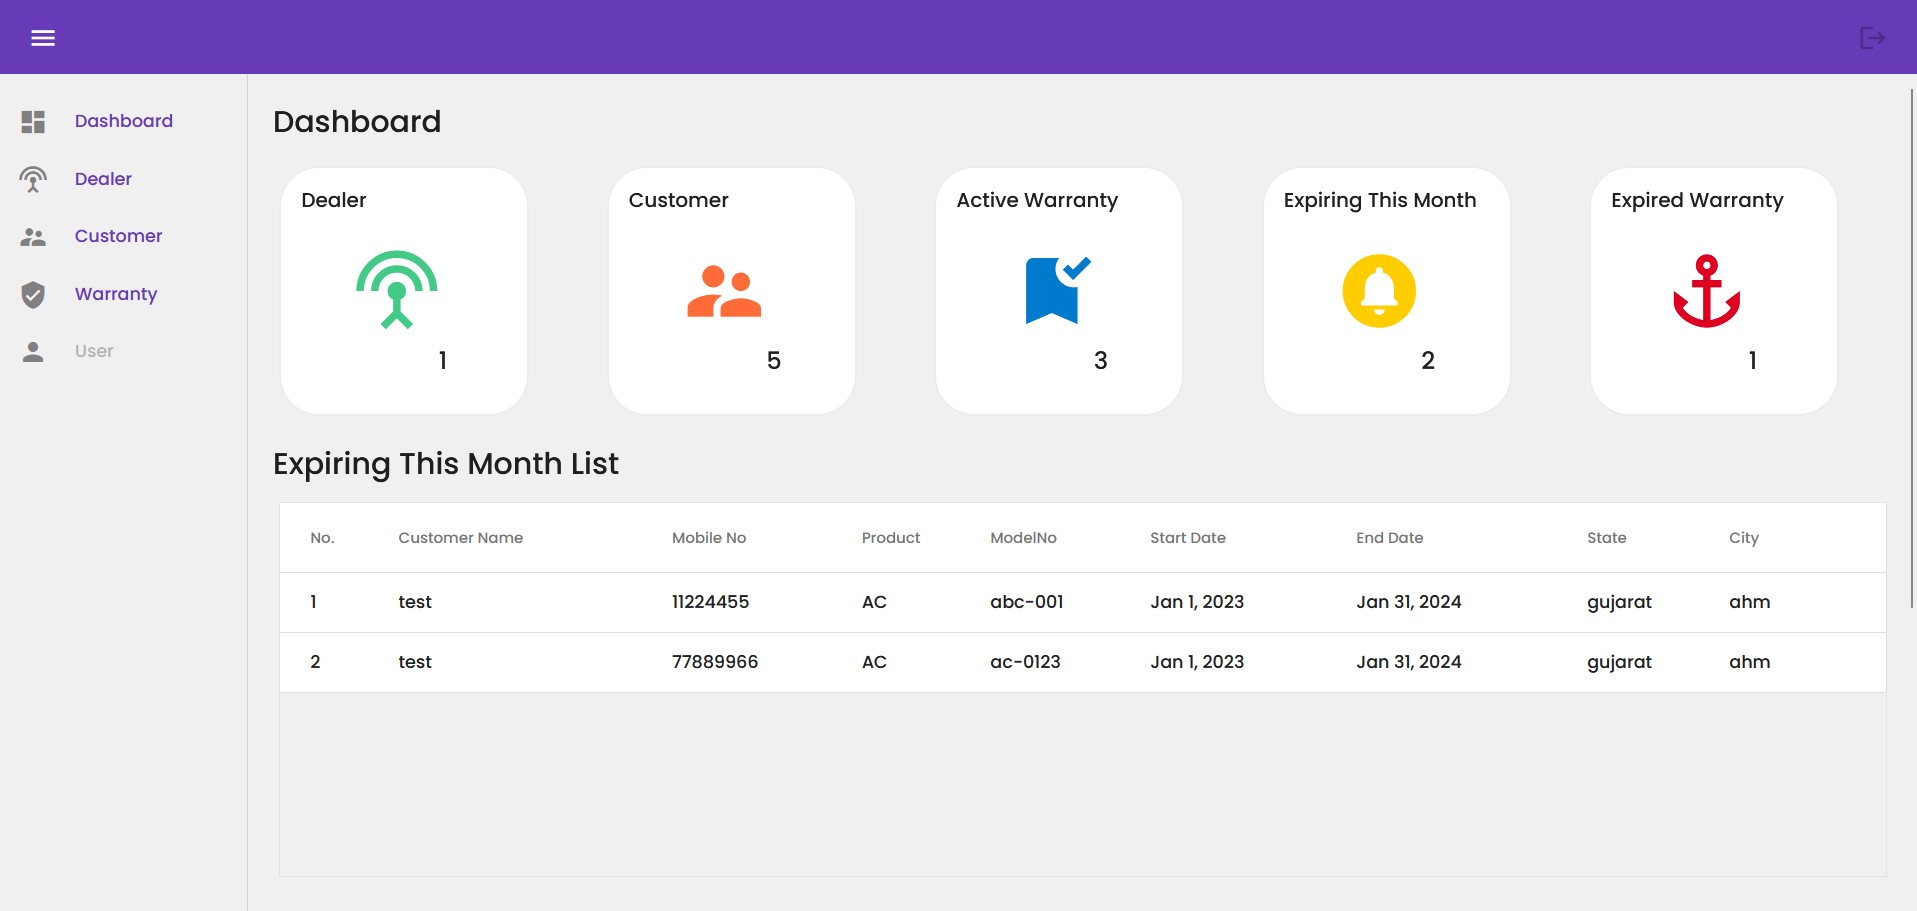 Dashboard
Dealer
Customer
Warranty
User
Dashboard
Dealer
1
Customer
5
Active Warranty
3
Expiring This Month
2
Expired Warranty
1
Expiring This Month List
No. Customer Name Mobile No Product ModelNo Start Date End Date State City
1 test 11224455 AC abc-001 Jan 1, 2023 Jan 31, 2024 gujarat ahm
2 test 77889966 AC ac-0123 Jan 1, 2023 Jan 31, 2024 gujarat ahm